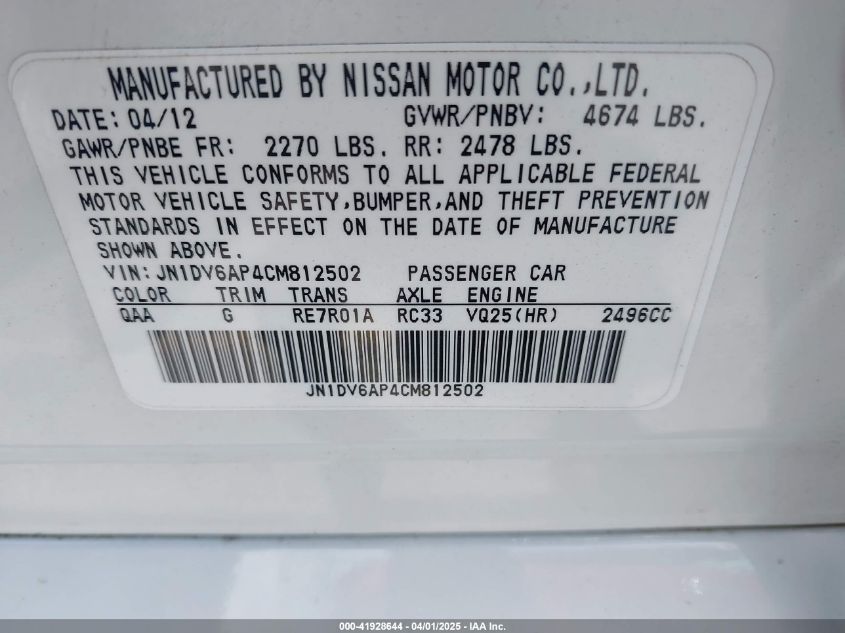 MANUFACTURED BY NISSAN MOTOR CO.,LTD.
DATE: 04/12 GVWR/PNBV: 4674 LBS.
GAWR/PNBE FR: 2270 LBS. RR: 2478 LBS.
THIS VEHICLE CONFORMS TO ALL APPLICABLE FEDERAL
MOTOR VEHICLE SAFETY,BUMPER,AND THEFT PREVENTION
STANDARDS IN EFFECT ON THE DATE OF MANUFACTURE
SHOWN ABOVE.
VIN:JN1DV6AP4CM812502 PASSENGER CAR
COLOR TRIM TRANS AXLE ENGINE
QAA G RE7R01A RC33 VQ25(HR) 2496CC
JN1DV6AP4CM812502
000-41928644 - 04/01/2025 - IAA Inc.